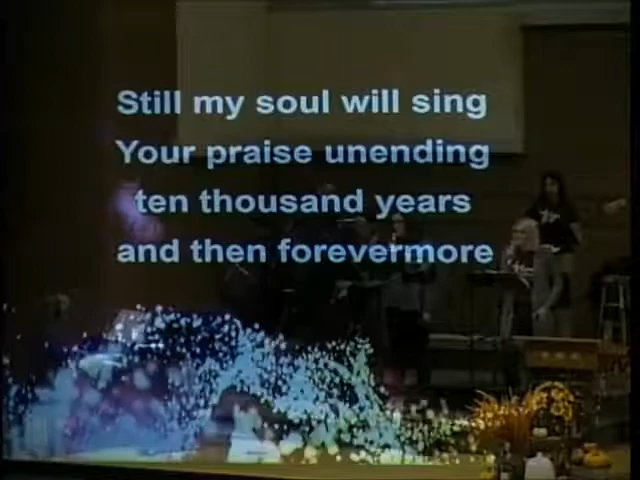 Still my soul will sing
Your praise unending
ten thousand years
and then forevermore